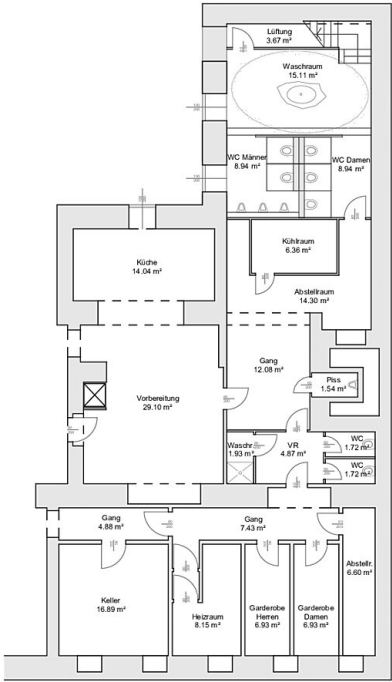 Lüftung
3.67 m²
Waschraum
15.11 m²
WC Männer
8.94 m²
WC Damen
8.94 m²
Kühlraum
6.36 m²
Küche
14.04 m²
Abstellraum
14.30 m²
Gang
12.08 m²
Piss
1.54 m²
Vorbereitung
29.10 m²
Waschr.
1.93 m²
VR
4.87 m²
WC
1.72 m²
WC
1.72 m²
Gang
4.88 m²
Gang
7.43 m²
Abstellr.
6.60 m²
Keller
16.89 m²
Heizraum
8.15 m²
Garderobe
Herren
6.93 m²
Garderobe
Damen
6.93 m²